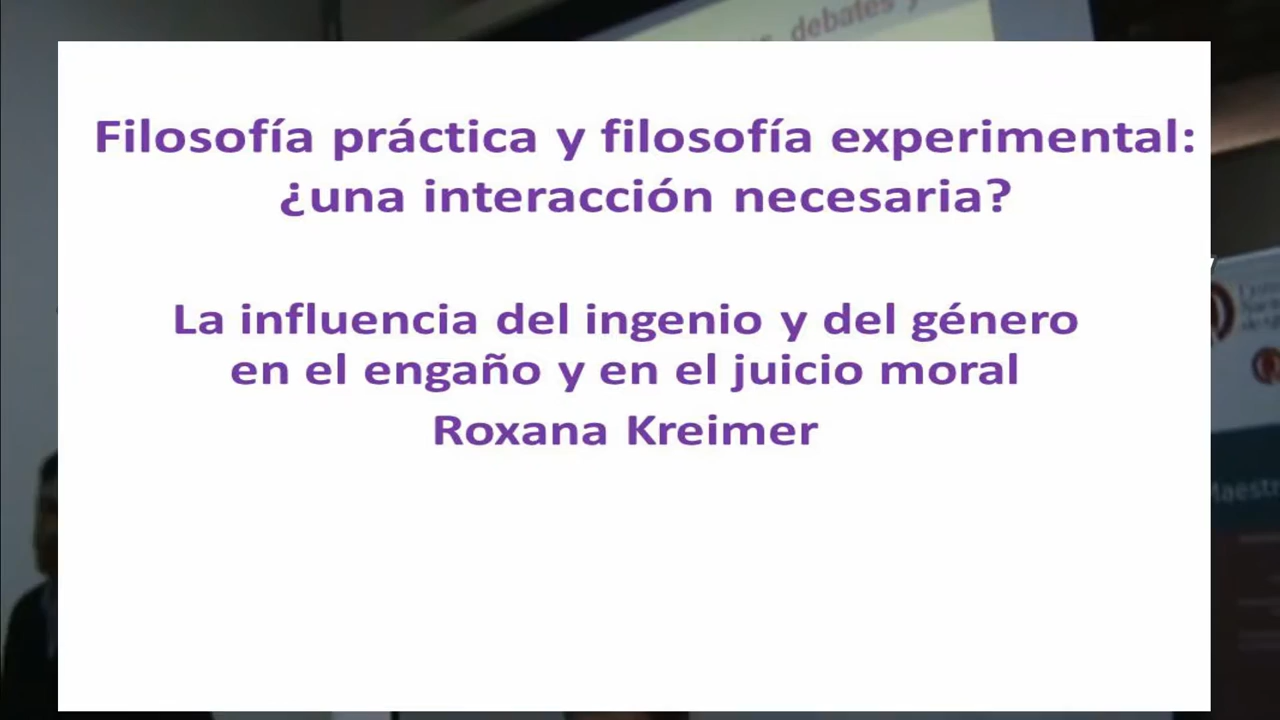 debates y
Filosofía práctica y filosofía experimental:
¿una interacción necesaria?
La influencia del ingenio y del género
en el engaño y en el juicio moral
Roxana Kreimer